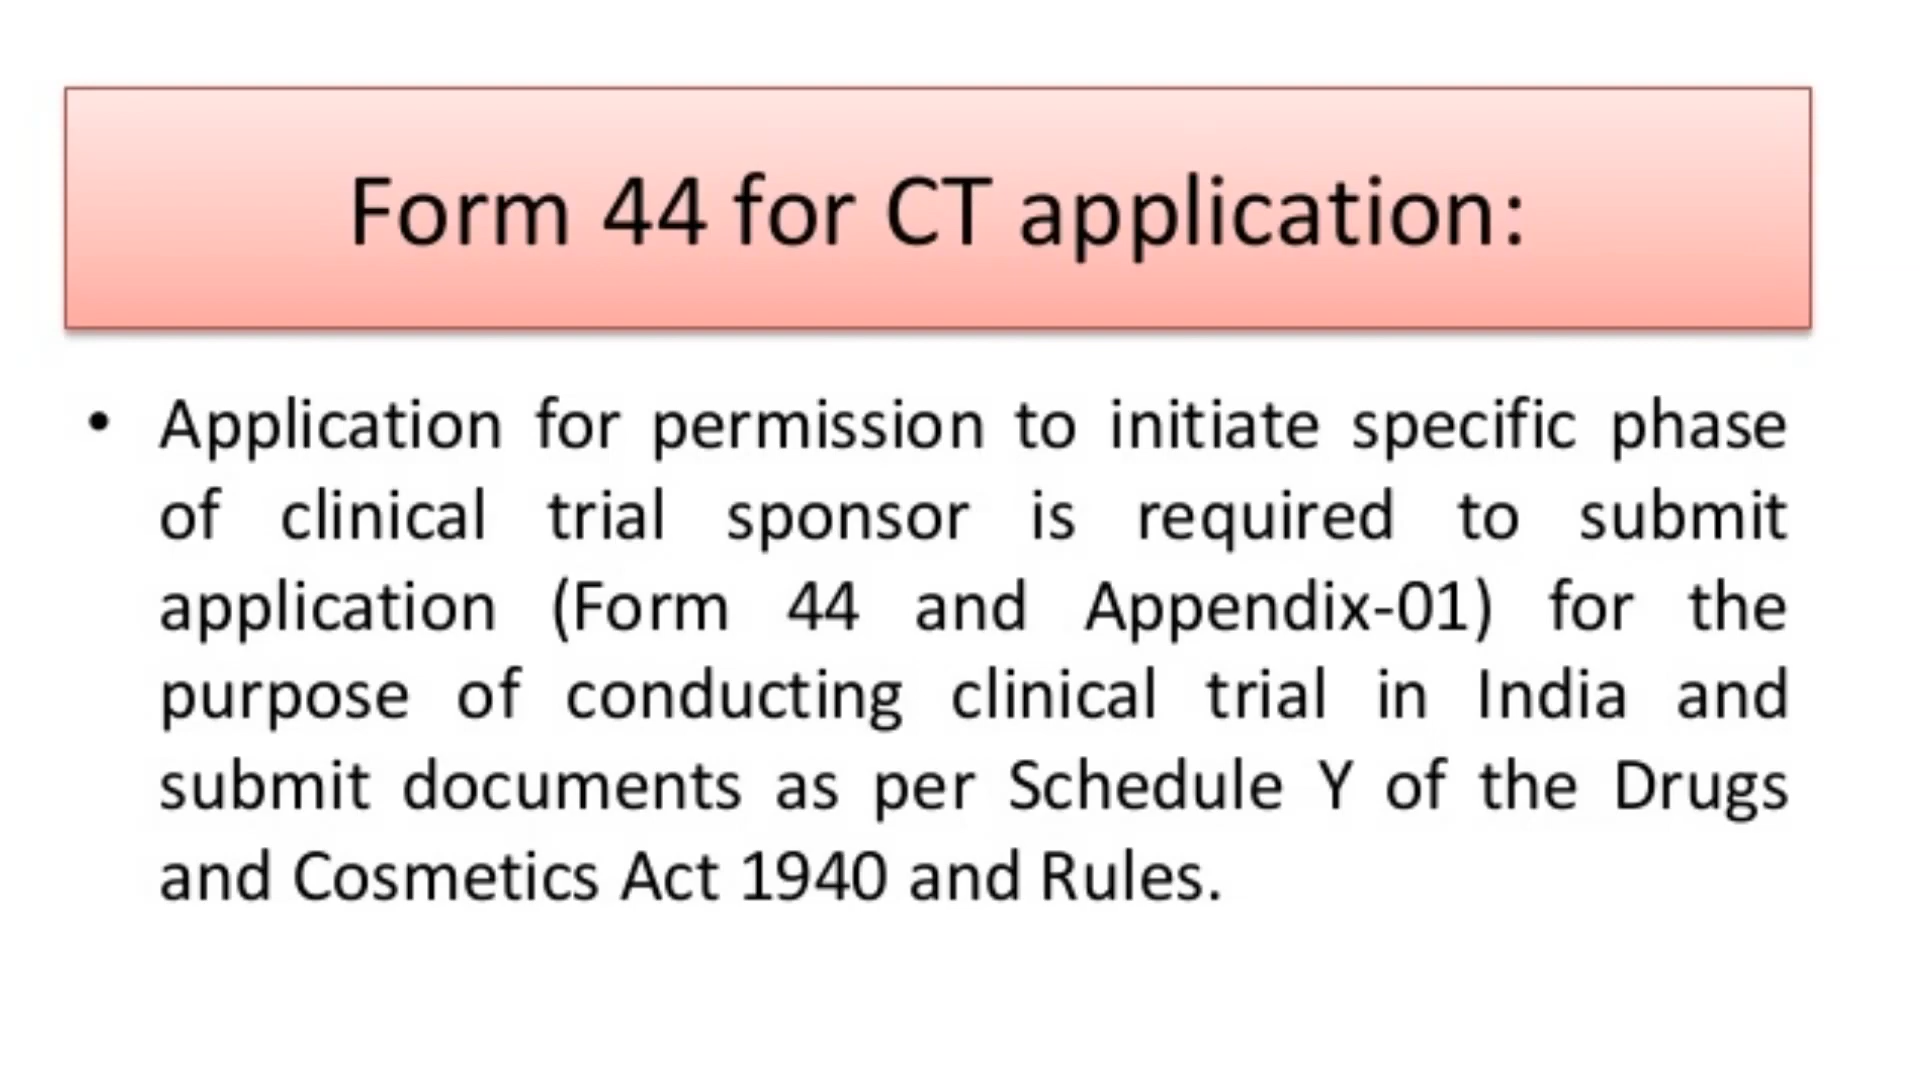 Form 44 for CT application:
• Application for permission to initiate specific phase
of clinical trial sponsor is required to submit
application (Form 44 and Appendix-01) for the
purpose of conducting clinical trial in India and
submit documents as per Schedule Y of the Drugs
and Cosmetics Act 1940 and Rules.